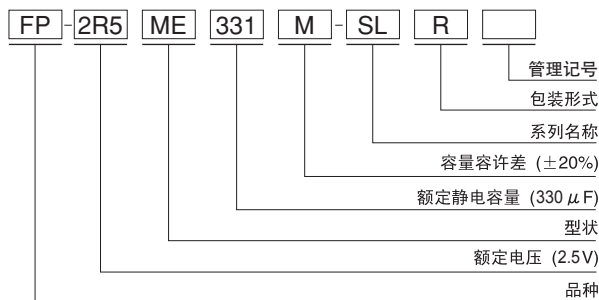 FP-2R5 ME 331 M-SL R
管理记号
包装形式
系列名称
容量容许差 (±20%)
额定静电容量 (330 μF)
型状
额定电压 (2.5V)
品种